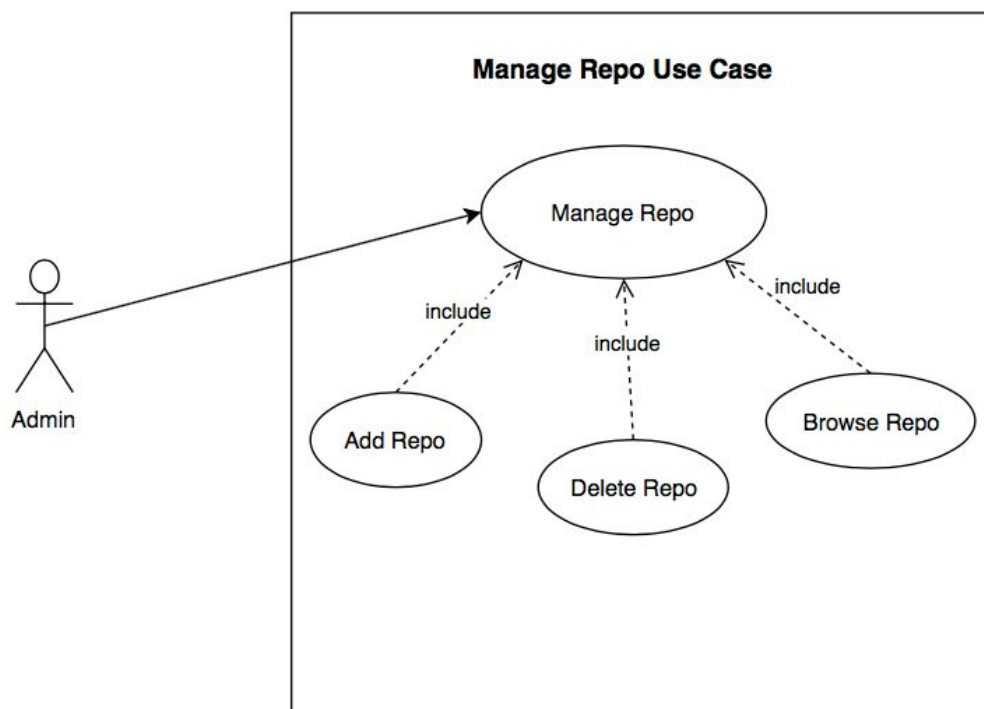 Manage Repo Use Case
Manage Repo
include
include
include
Admin
Add Repo
Delete Repo
Browse Repo